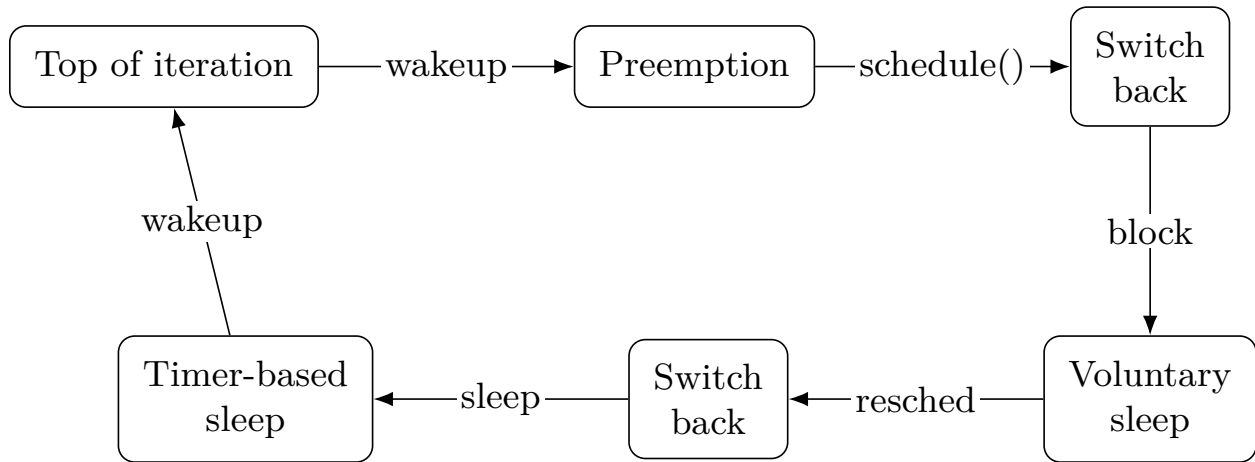 Top of iteration
wakeup
Preemption
schedule()
Switch
back
wakeup
block
Timer-based
sleep
sleep
Switch
back
resched
Voluntary
sleep